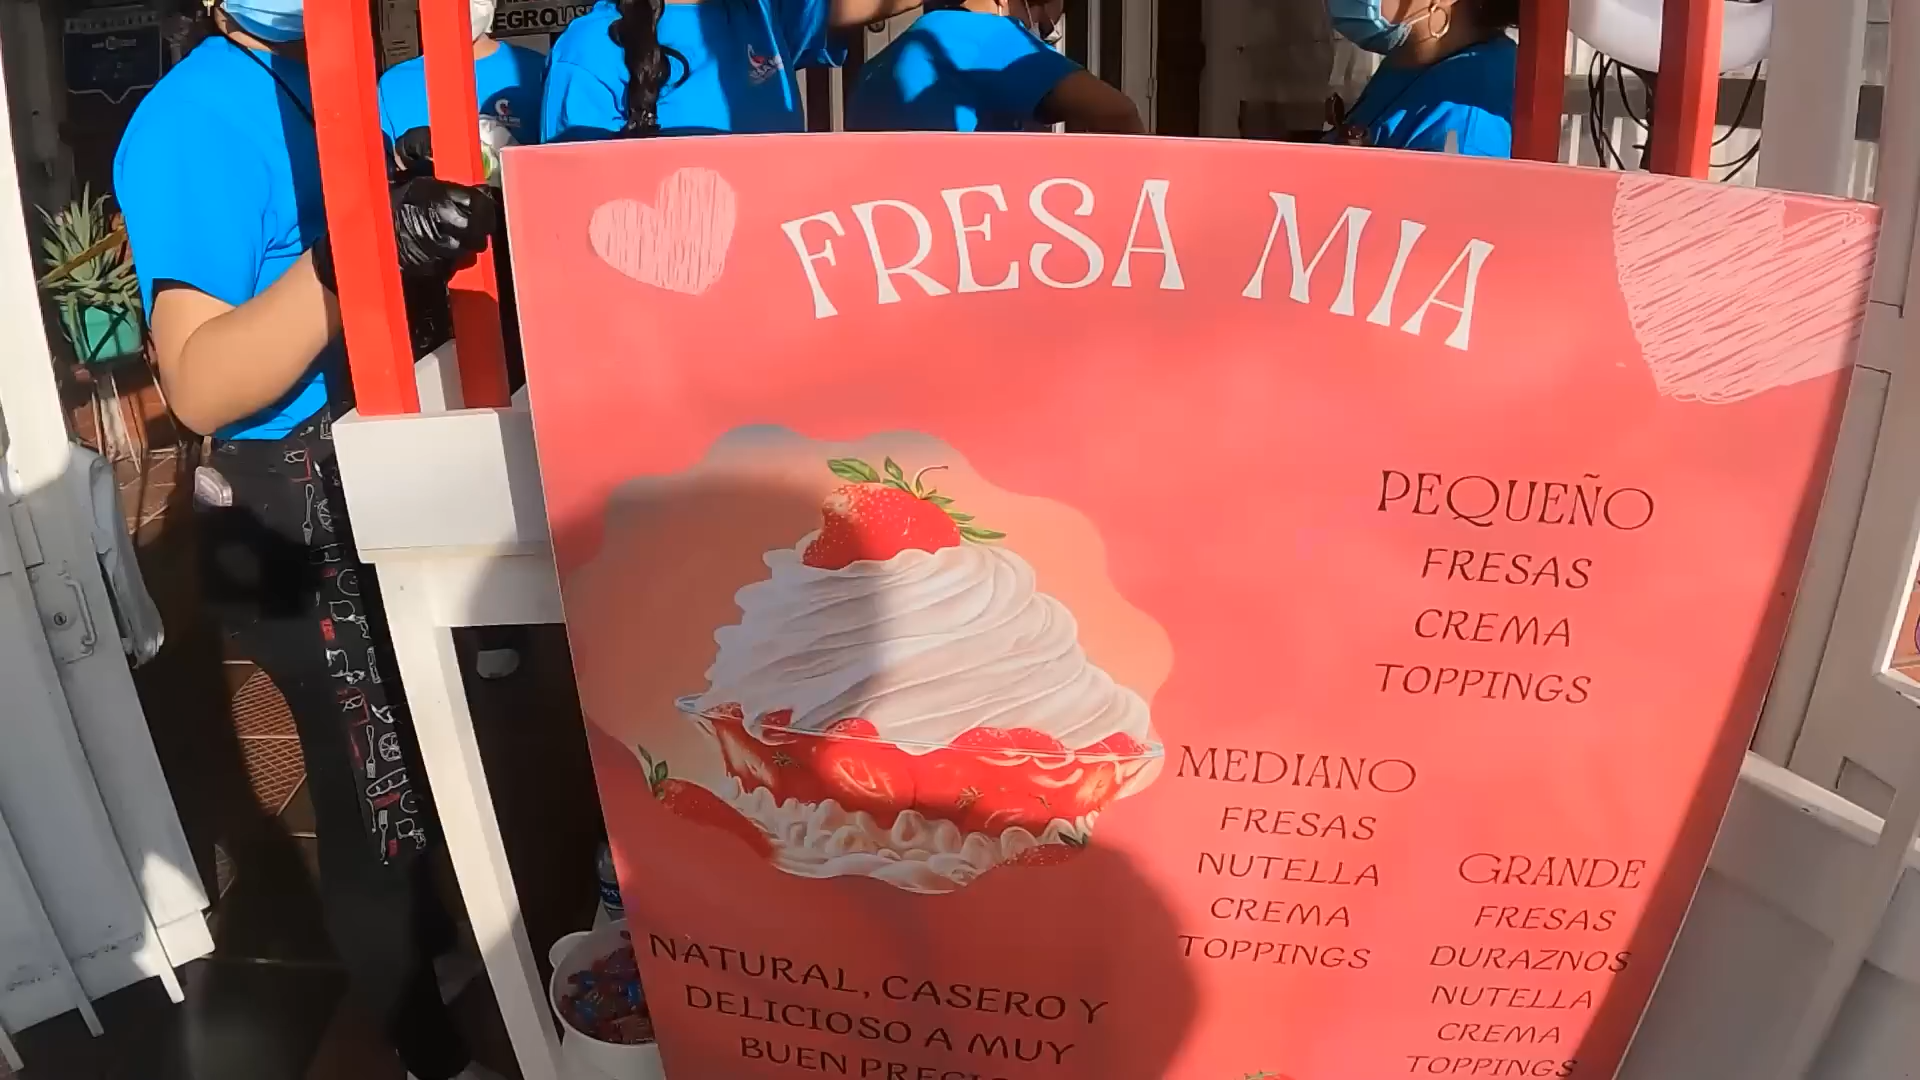 FRESA MIA
PEQUEÑO
FRESAS
CREMA
TOPPINGS
MEDIANO
FRESAS
NUTELLA
CREMA
TOPPINGS
GRANDE
FRESAS
DURAZNOS
NUTELLA
CREMA
TOPPINGS
NATURAL, CASERO Y
DELICIOSO A MUY
BUEN